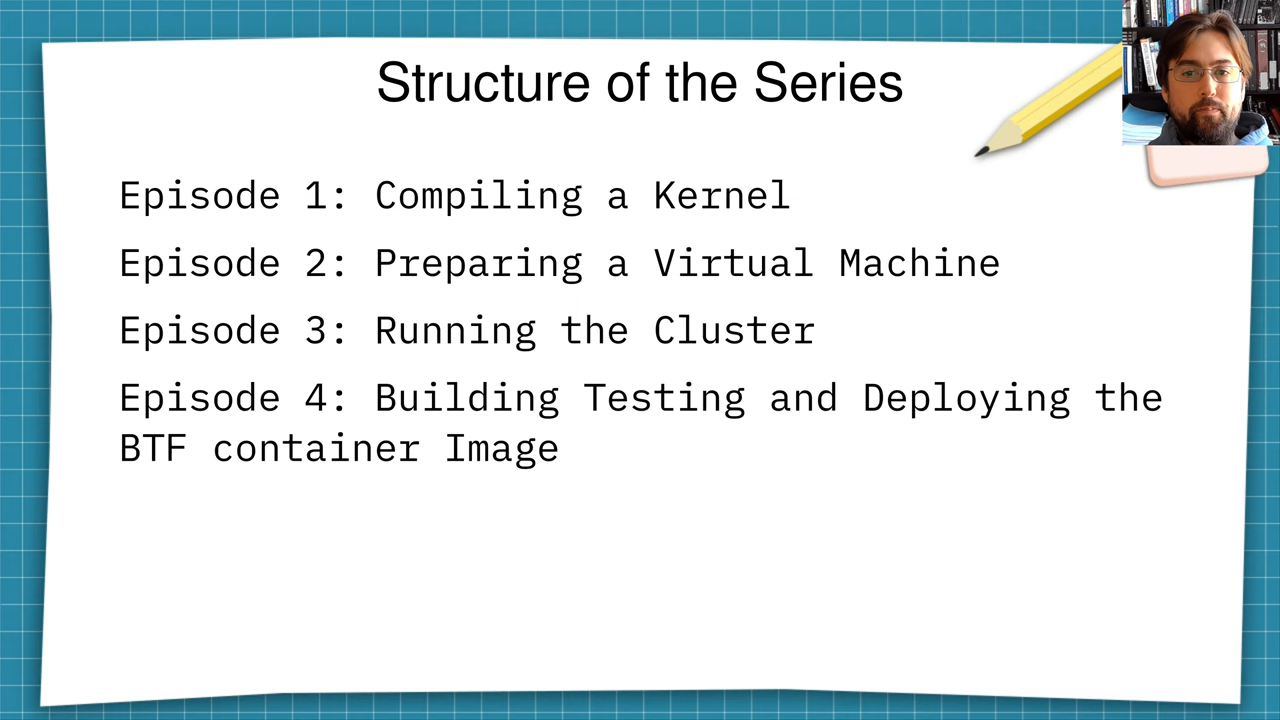 Structure of the Series
Episode 1: Compiling a Kernel
Episode 2: Preparing a Virtual Machine
Episode 3: Running the Cluster
Episode 4: Building Testing and Deploying the
BTF container Image